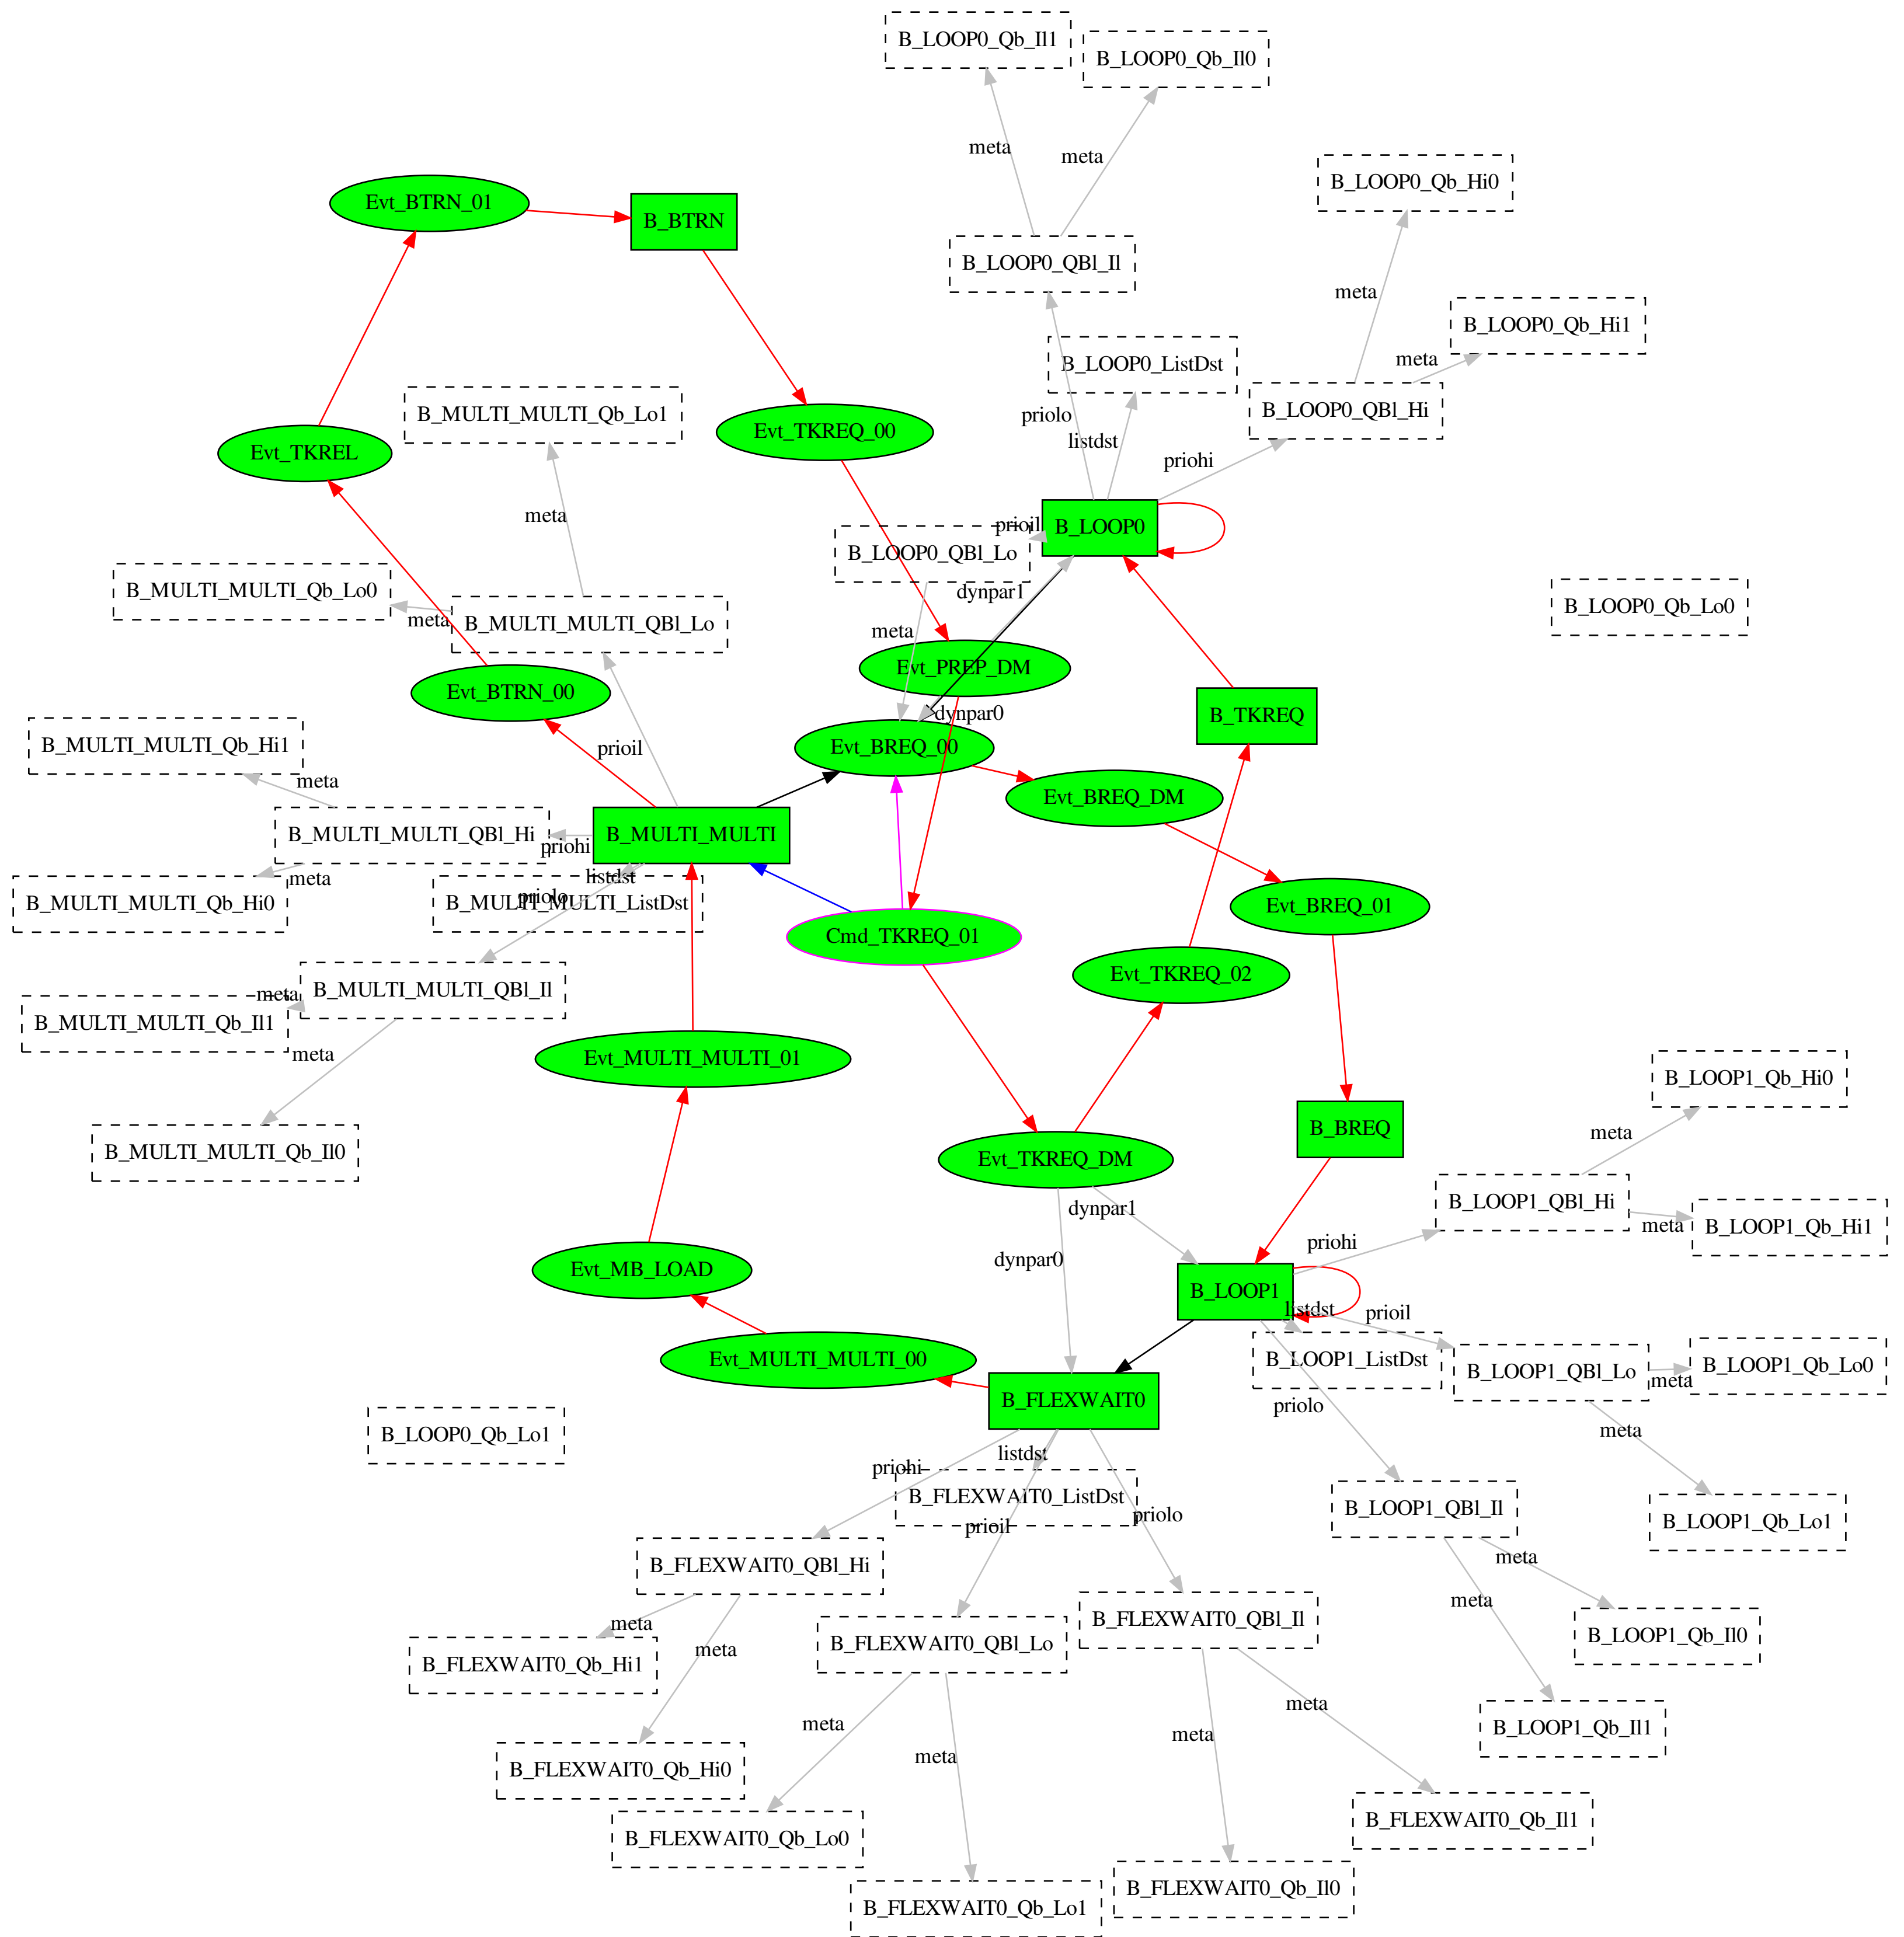 B_LOOP0_Qb_Il1
B_LOOP0_Qb_Il0
meta
meta
B_LOOP0_Qb_Hi0
Evt_BTRN_01
B_BTRN
B_LOOP0_QBl_Il
meta
B_LOOP0_Qb_Hi1
meta
B_LOOP0_ListDst
B_MULTI_MULTI_Qb_Lo1
priolo
B_LOOP0_QBl_Hi
Evt_TKREQ_00
listdst
Evt_TKREL
priohi
meta
prioil
B_LOOP0
B_LOOP0_QBl_Lo
B_MULTI_MULTI_Qb_Lo0
dynpar1
B_LOOP0_Qb_Lo0
meta
B_MULTI_MULTI_QBl_Lo
meta
Evt_PREP_DM
Evt_BTRN_00
dynpar0
B_TKREQ
B_MULTI_MULTI_Qb_Hi1
prioil
Evt_BREQ_00
meta
Evt_BREQ_DM
B_MULTI_MULTI_QBl_Hi
priohi
B_MULTI_MULTI
meta
listdst
B_MULTI_MULTI_Qb_Hi0
priolo
B_MULTI_MULTI_ListDst
Evt_BREQ_01
Cmd_TKREQ_01
Evt_TKREQ_02
meta
B_MULTI_MULTI_QBl_Il
B_MULTI_MULTI_Qb_Il1
meta
Evt_MULTI_MULTI_01
B_LOOP1_Qb_Hi0
B_BREQ
meta
B_MULTI_MULTI_Qb_Il0
Evt_TKREQ_DM
dynpar1
B_LOOP1_QBl_Hi
meta
B_LOOP1_Qb_Hi1
priohi
dynpar0
Evt_MB_LOAD
B_LOOP1
listdst
prioil
Evt_MULTI_MULTI_00
B_LOOP1_ListDst
B_LOOP1_QBl_Lo
meta
B_LOOP1_Qb_Lo0
B_FLEXWAIT0
priolo
B_LOOP0_Qb_Lo1
meta
listdst
priohi
B_FLEXWAIT0_ListDst
prioil
priolo
B_LOOP1_QBl_Il
B_LOOP1_Qb_Lo1
meta
B_FLEXWAIT0_QBl_Hi
meta
meta
B_FLEXWAIT0_QBl_Lo
B_FLEXWAIT0_QBl_Il
B_LOOP1_Qb_Il0
meta
B_FLEXWAIT0_Qb_Hi1
meta
meta
meta
meta
B_LOOP1_Qb_Il1
meta
B_FLEXWAIT0_Qb_Hi0
B_FLEXWAIT0_Qb_Lo0
B_FLEXWAIT0_Qb_Il1
B_FLEXWAIT0_Qb_Lo1
B_FLEXWAIT0_Qb_Il0